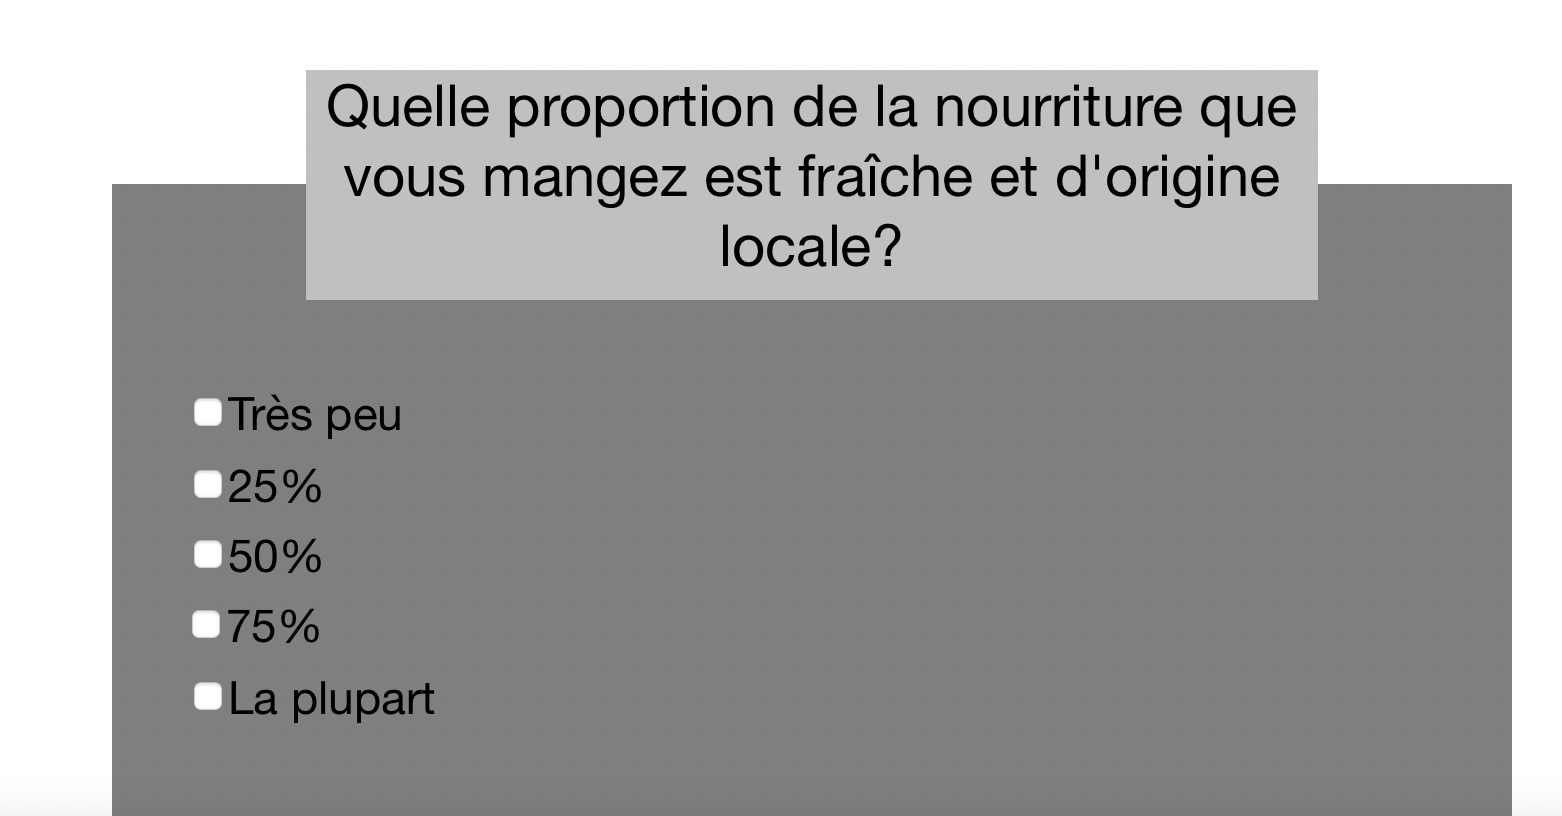 Quelle proportion de la nourriture que
vous mangez est fraîche et d'origine
locale?
Très peu
25%
50%
75%
La plupart